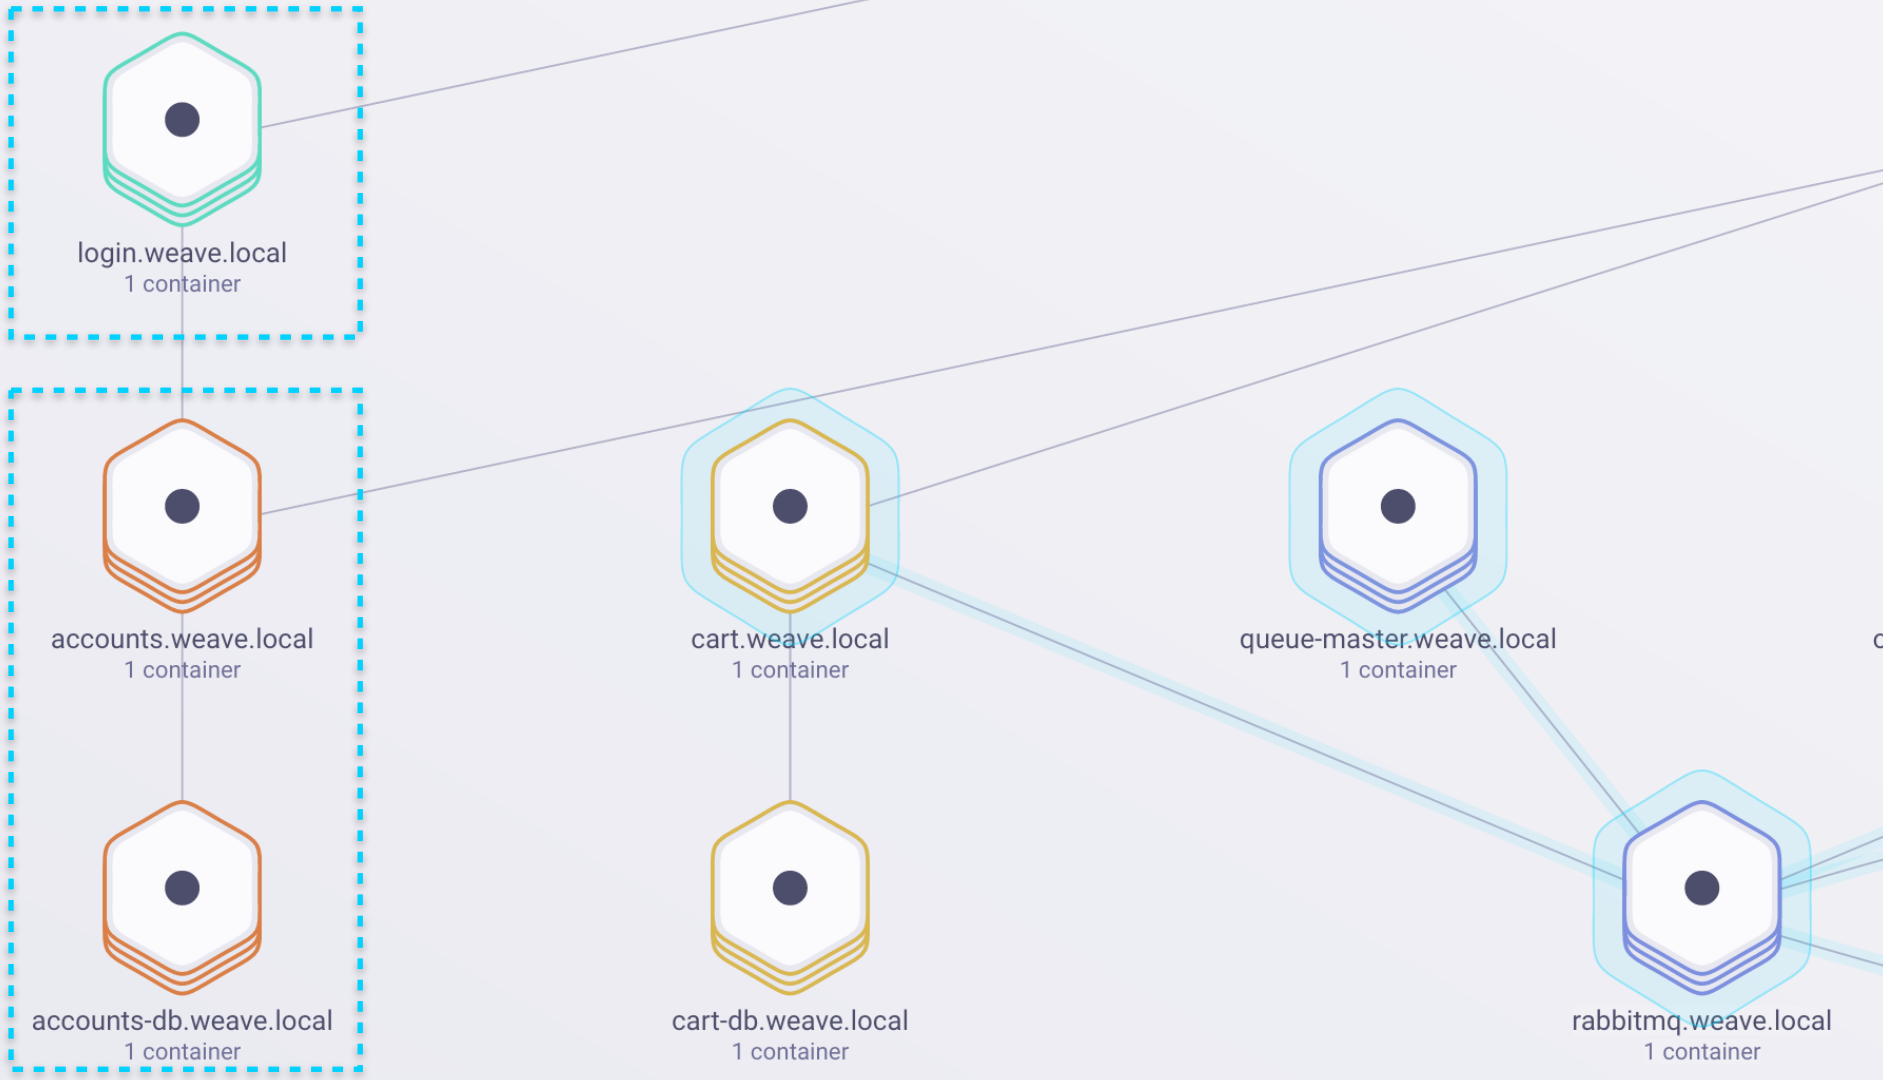 login.weave.local
1 container
accounts.weave.local
1 container
cart.weave.local
1 container
queue-master.weave.local
1 container
accounts-db.weave.local
1 container
cart-db.weave.local
1 container
rabbitmq.weave.local
1 container